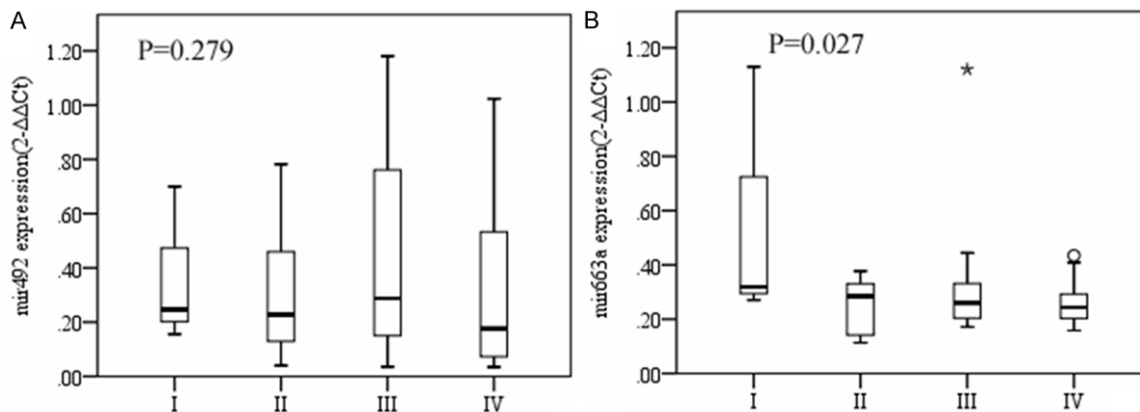 A
P=0.279
mir492 expression(2-ΔΔCt)
1.20
1.00
.80
.60
.40
.20
.00
I II III IV
B
P=0.027
mir663a expression(2-ΔΔCt)
1.20
1.00
.80
.60
.40
.20
.00
I II III IV